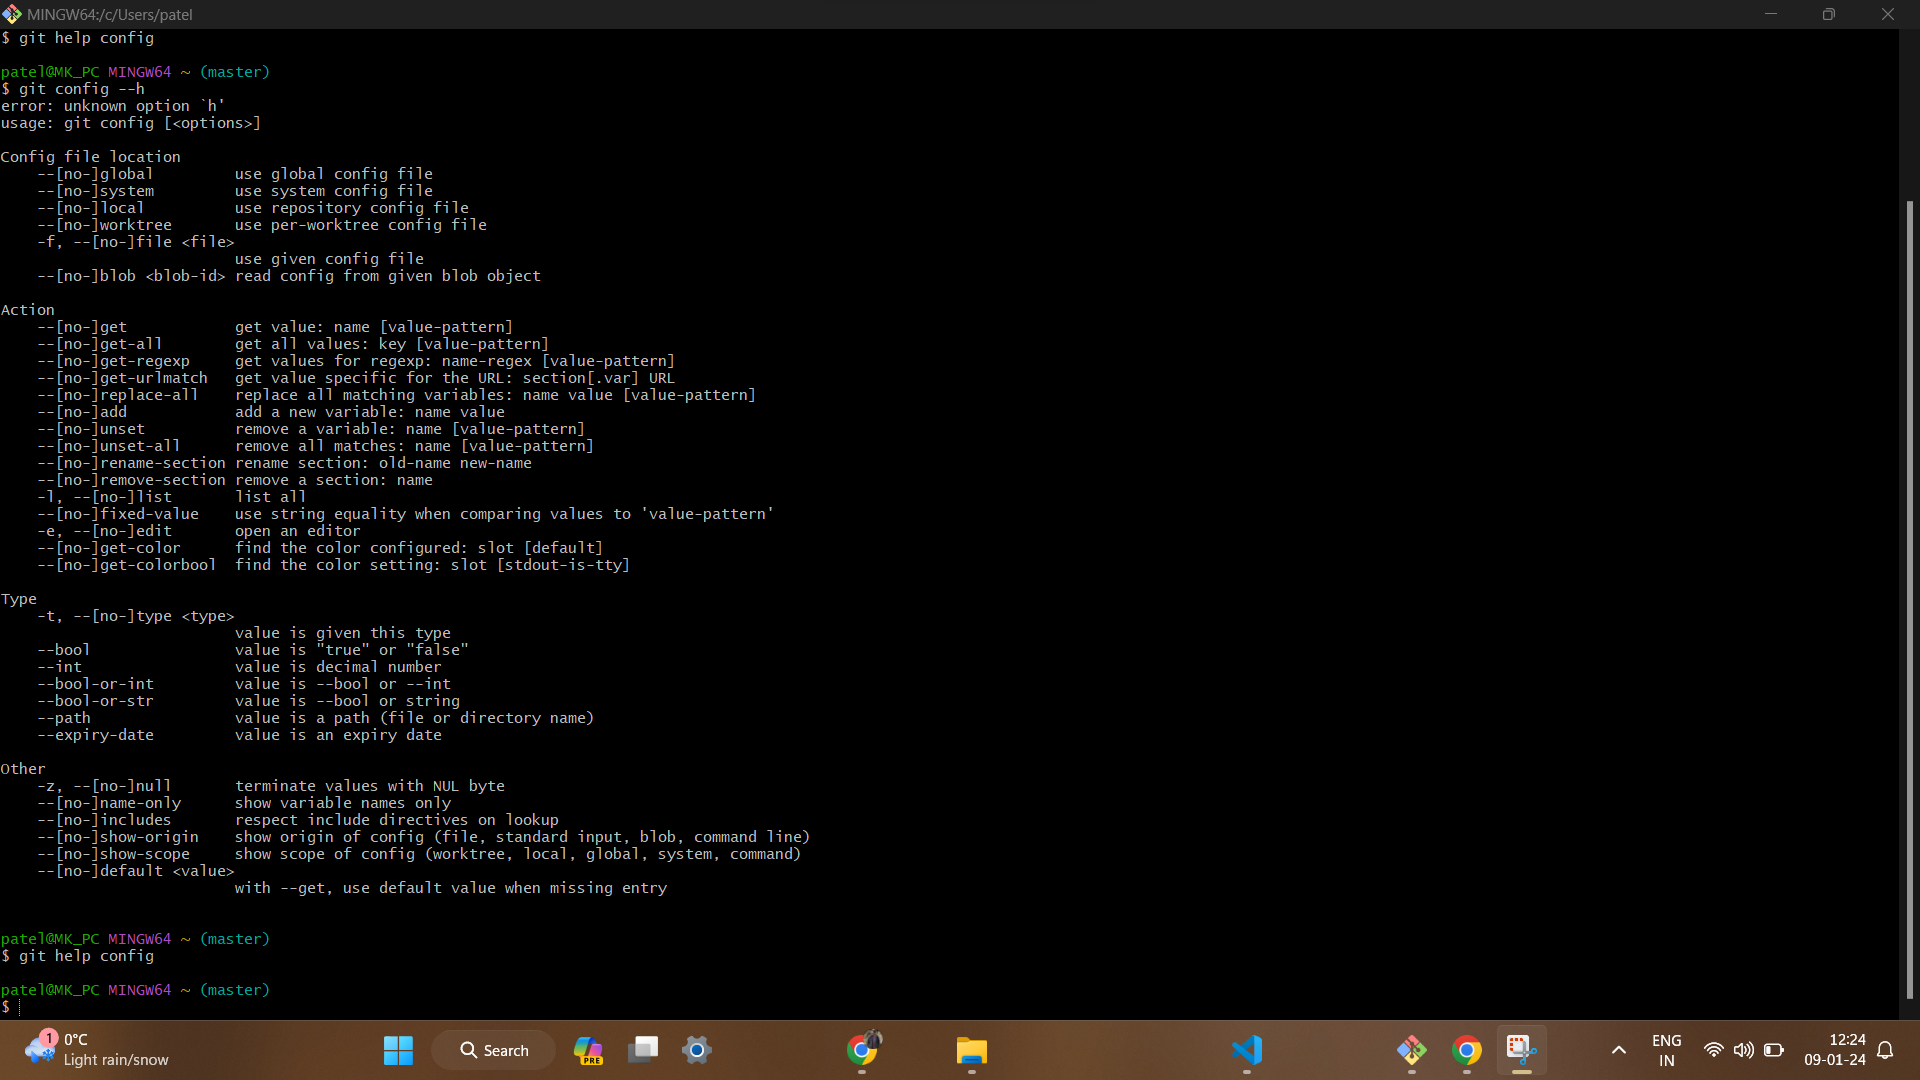 MINGW64:/c/Users/patel
$ git help config
patel@MK_PC MINGW64 ~ (master)
$ git config --h
error: unknown option `h'
usage: git config [<options>]
Config file location
    --[no-]global         use global config file
    --[no-]system         use system config file
    --[no-]local          use repository config file
    --[no-]worktree       use per-worktree config file
    -f, --[no-]file <file>
                          use given config file
    --[no-]blob <blob-id> read config from given blob object
Action
    --[no-]get            get value: name [value-pattern]
    --[no-]get-all        get all values: key [value-pattern]
    --[no-]get-regexp     get values for regexp: name-regex [value-pattern]
    --[no-]get-urlmatch   get value specific for the URL: section[.var] URL
    --[no-]replace-all    replace all matching variables: name value [value-pattern]
    --[no-]add            add a new variable: name value
    --[no-]unset          remove a variable: name [value-pattern]
    --[no-]unset-all      remove all matches: name [value-pattern]
    --[no-]rename-section rename section: old-name new-name
    --[no-]remove-section remove a section: name
    -l, --[no-]list       list all
    --[no-]fixed-value    use string equality when comparing values to 'value-pattern'
    -e, --[no-]edit       open an editor
    --[no-]get-color      find the color configured: slot [default]
    --[no-]get-colorbool  find the color setting: slot [stdout-is-tty]
Type
    -t, --[no-]type <type>
                          value is given this type
    --bool                value is "true" or "false"
    --int                 value is decimal number
    --bool-or-int         value is --bool or --int
    --bool-or-str         value is --bool or string
    --path                value is a path (file or directory name)
    --expiry-date         value is an expiry date
Other
    -z, --[no-]null       terminate values with NUL byte
    --[no-]name-only      show variable names only
    --[no-]includes       respect include directives on lookup
    --[no-]show-origin    show origin of config (file, standard input, blob, command line)
    --[no-]show-scope     show scope of config (worktree, local, global, system, command)
    --[no-]default <value>
                          with --get, use default value when missing entry
patel@MK_PC MINGW64 ~ (master)
$ git help config
patel@MK_PC MINGW64 ~ (master)
$
1
0°C
Light rain/snow
Search
PRE
ENG
IN
12:24
09-01-24